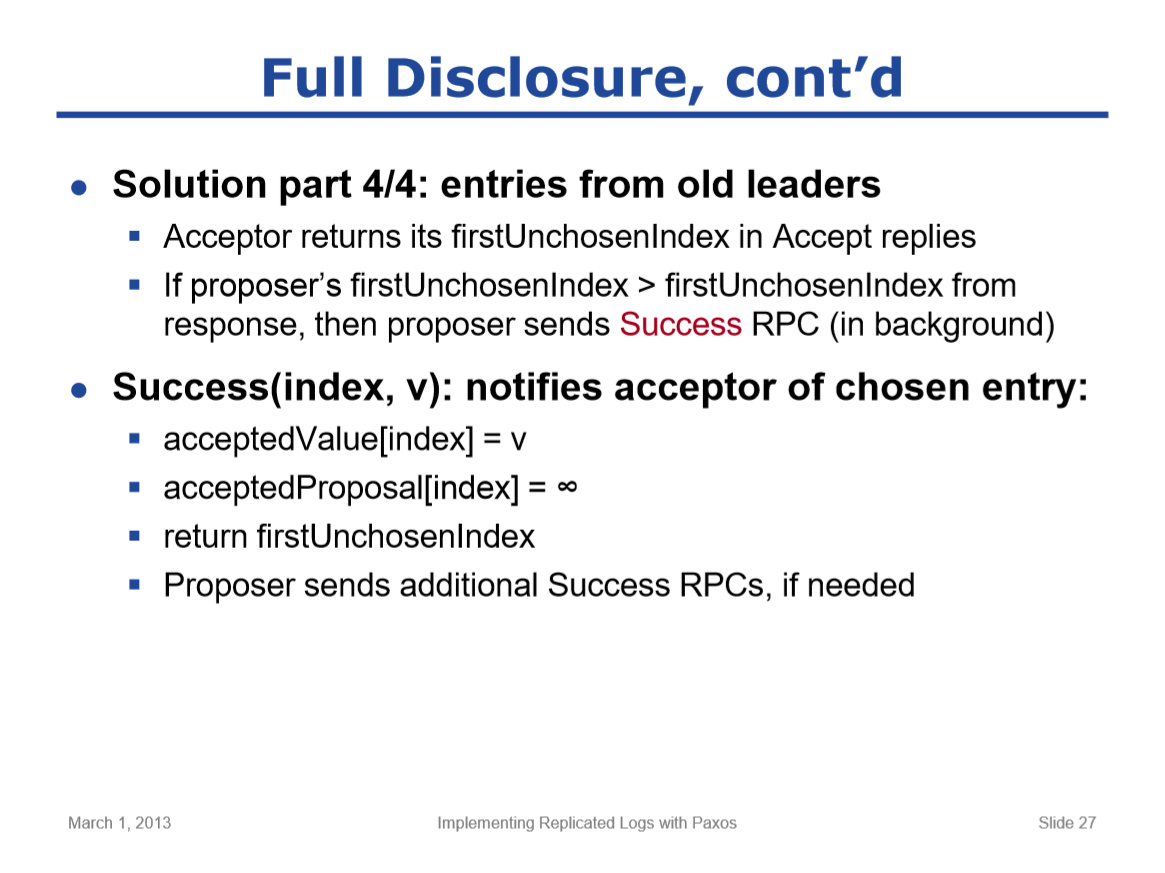 Full Disclosure, cont’d
● Solution part 4/4: entries from old leaders
▪ Acceptor returns its firstUnchosenIndex in Accept replies
▪ If proposer’s firstUnchosenIndex > firstUnchosenIndex from
response, then proposer sends Success RPC (in background)
● Success(index, v): notifies acceptor of chosen entry:
▪ acceptedValue[index] = v
▪ acceptedProposal[index] = ∞
▪ return firstUnchosenIndex
▪ Proposer sends additional Success RPCs, if needed
March 1, 2013 Implementing Replicated Logs with Paxos Slide 27